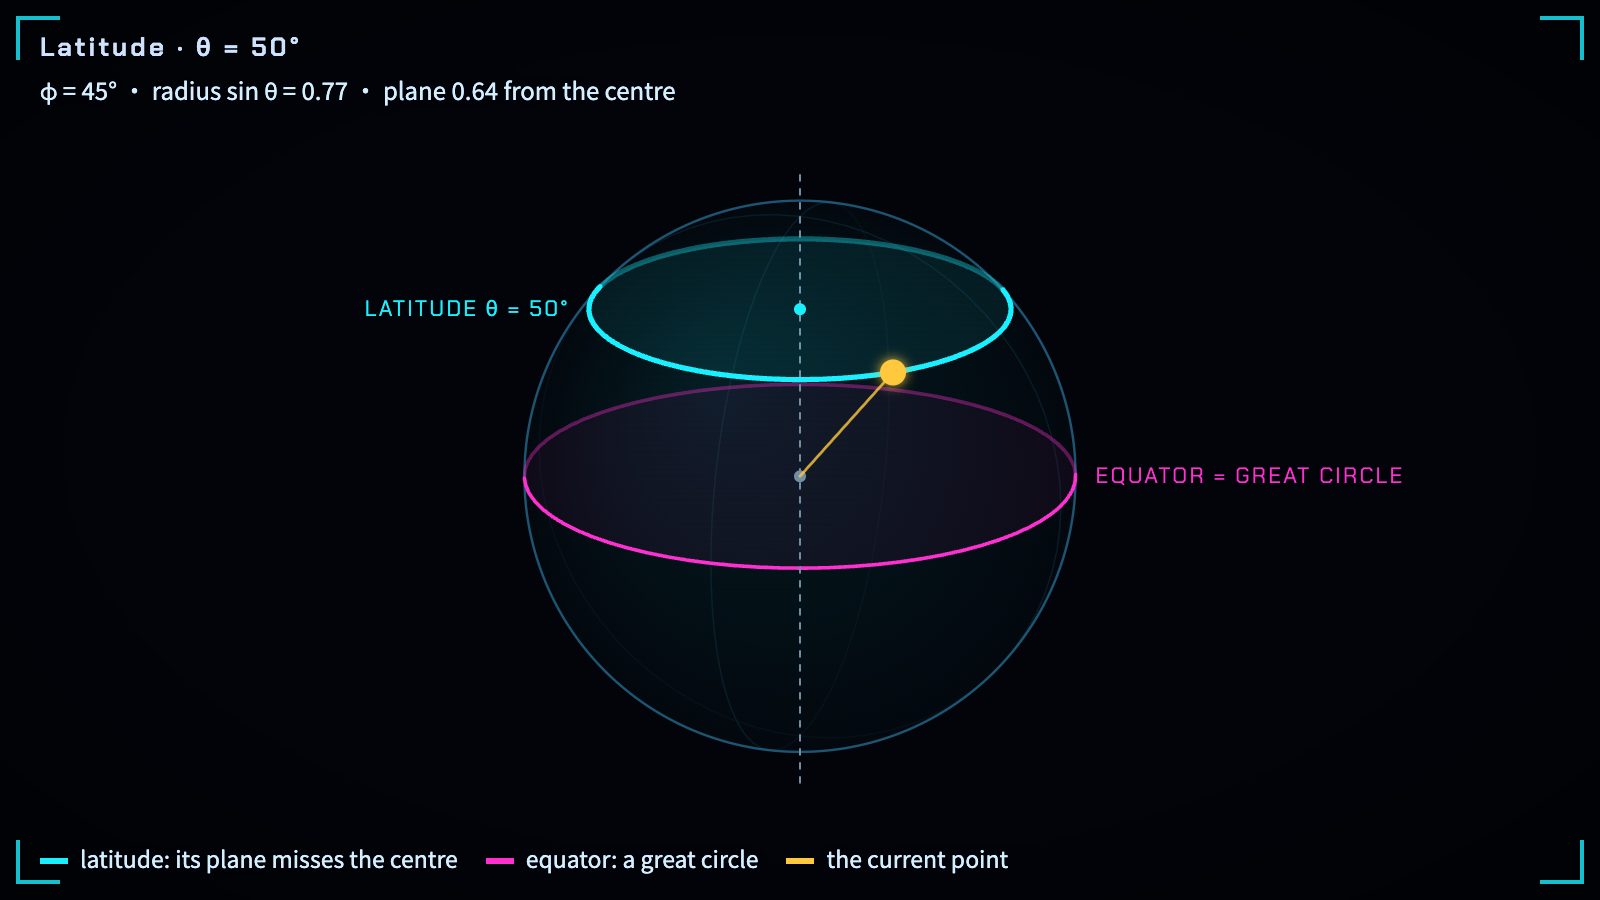 Latitude · θ = 50°
ϕ = 45° • radius sin θ = 0.77 • plane 0.64 from the centre
LATITUDE θ = 50°
EQUATOR = GREAT CIRCLE
latitude: its plane misses the centre
equator: a great circle
the current point